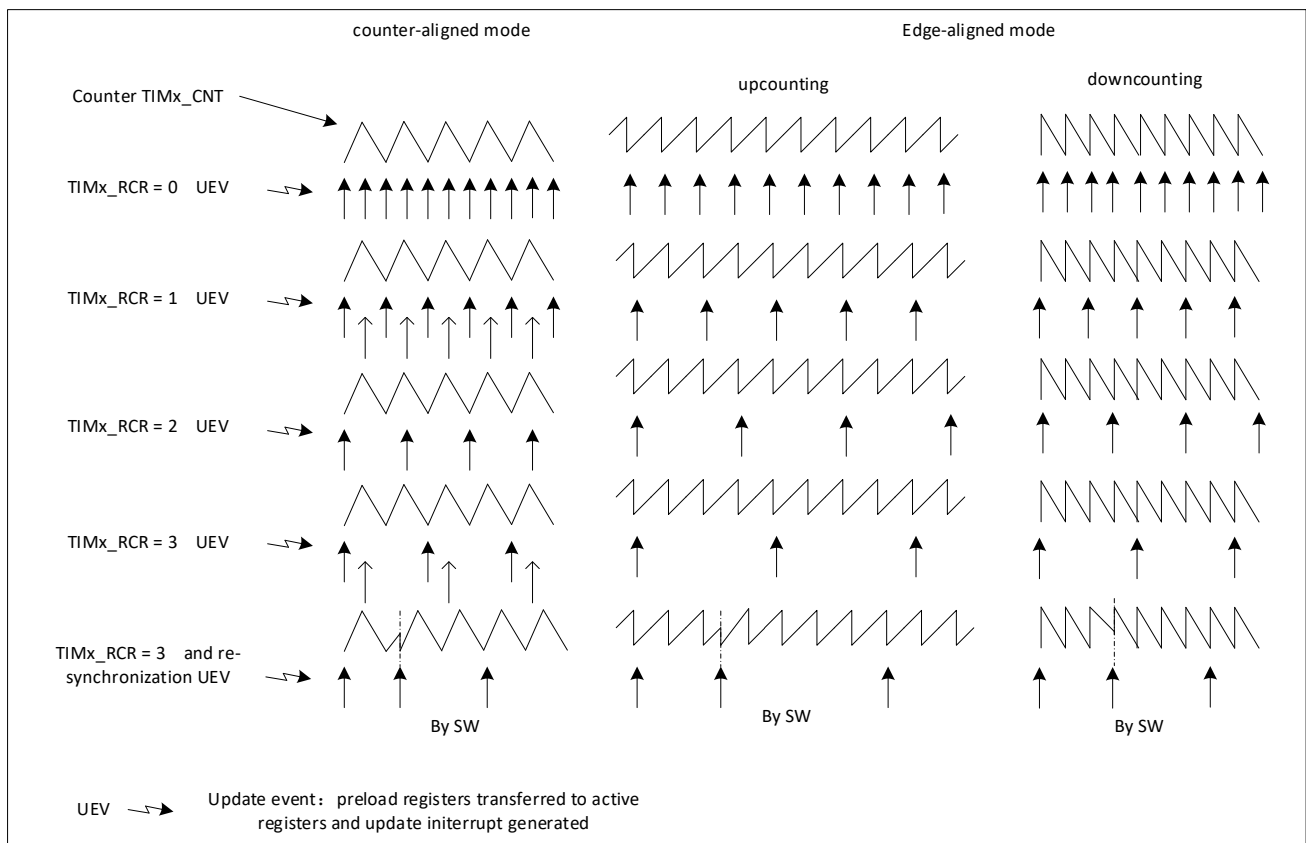 counter-aligned mode
Edge-aligned mode
Counter TIMx_CNT
upcounting
downcounting
TIMx_RCR = 0 UEV
TIMx_RCR = 1 UEV
TIMx_RCR = 2 UEV
TIMx_RCR = 3 UEV
TIMx_RCR = 3 and re-
synchronization UEV
By SW
By SW
By SW
UEV
Update event：preload registers transferred to active
registers and update initerrupt generated